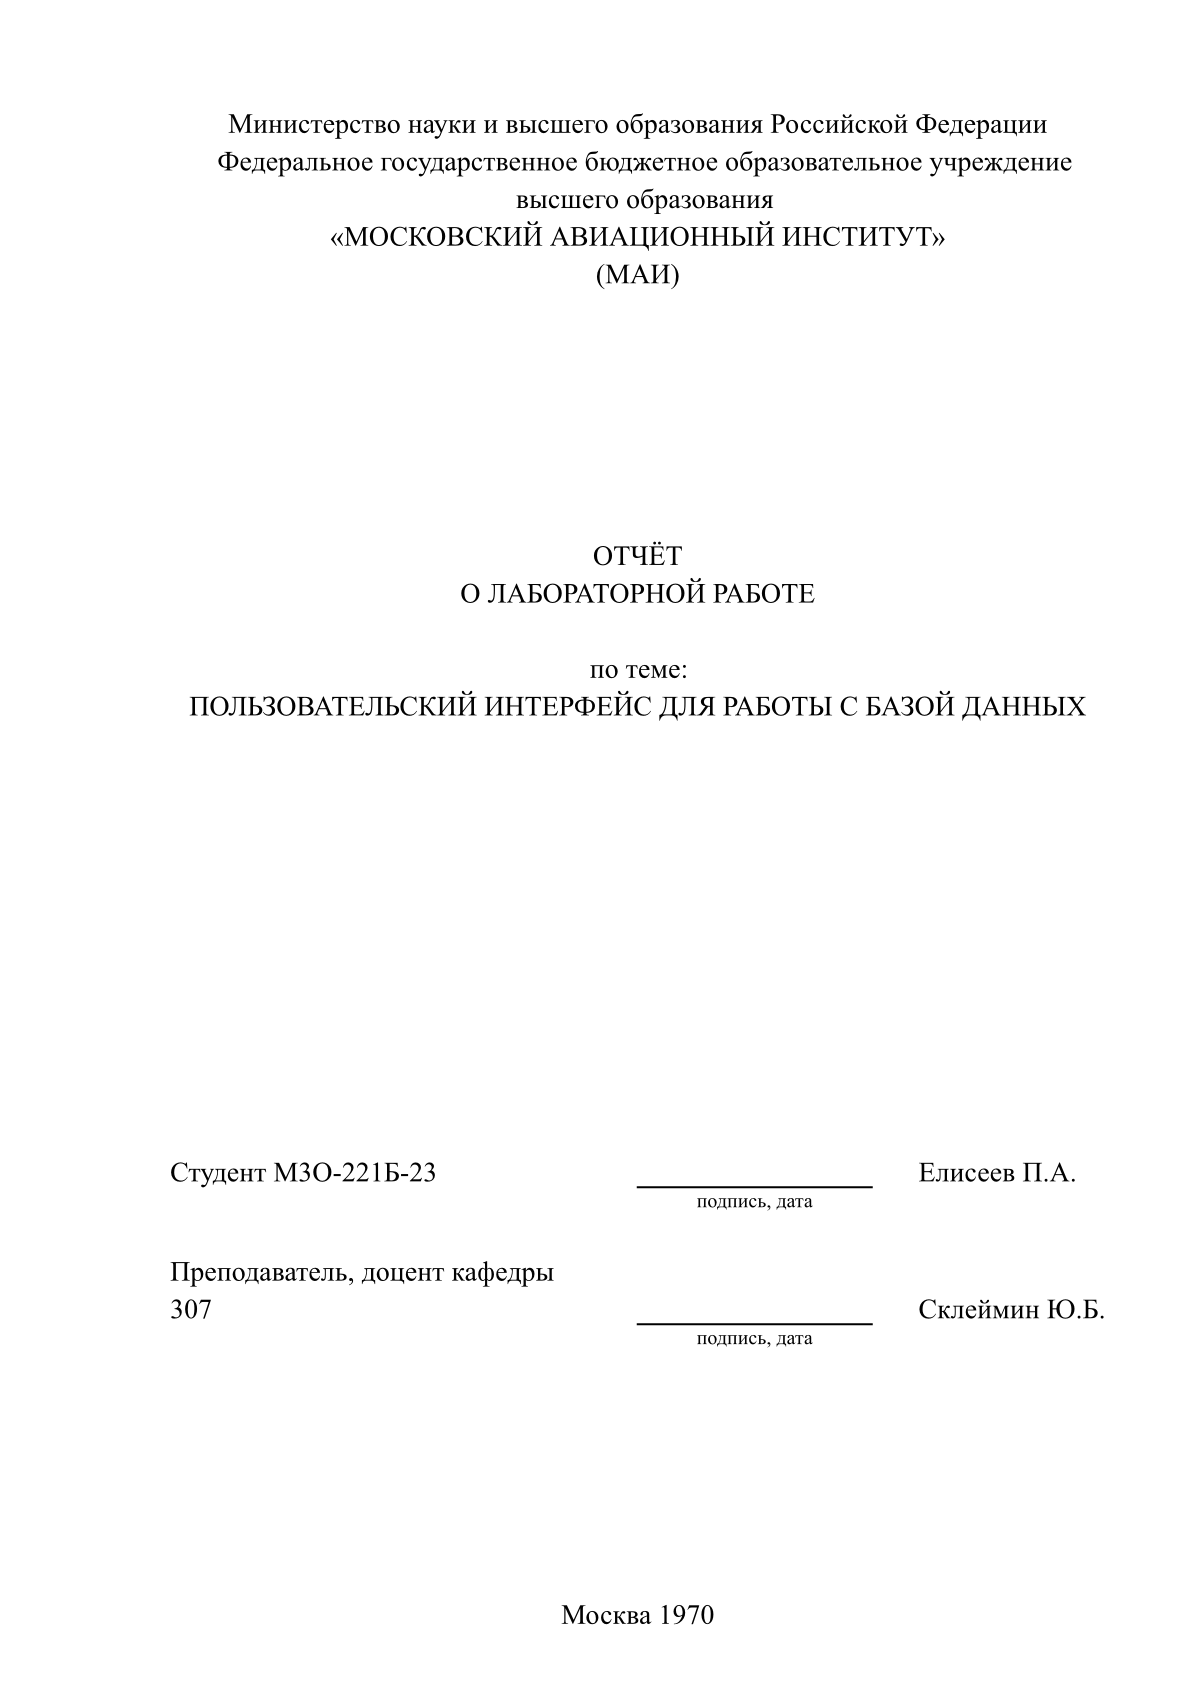 Министерство науки и высшего образования Российской Федерации
Федеральное государственное бюджетное образовательное учреждение
высшего образования
«МОСКОВСКИЙ АВИАЦИОННЫЙ ИНСТИТУТ»
(МАИ)
ОТЧЁТ
О ЛАБОРАТОРНОЙ РАБОТЕ
по теме:
ПОЛЬЗОВАТЕЛЬСКИЙ ИНТЕРФЕЙС ДЛЯ РАБОТЫ С БАЗОЙ ДАННЫХ
Студент М3О-221Б-23
Елисеев П.А.
подпись, дата
Преподаватель, доцент кафедры
307
Склеймин Ю.Б.
подпись, дата
Москва 1970